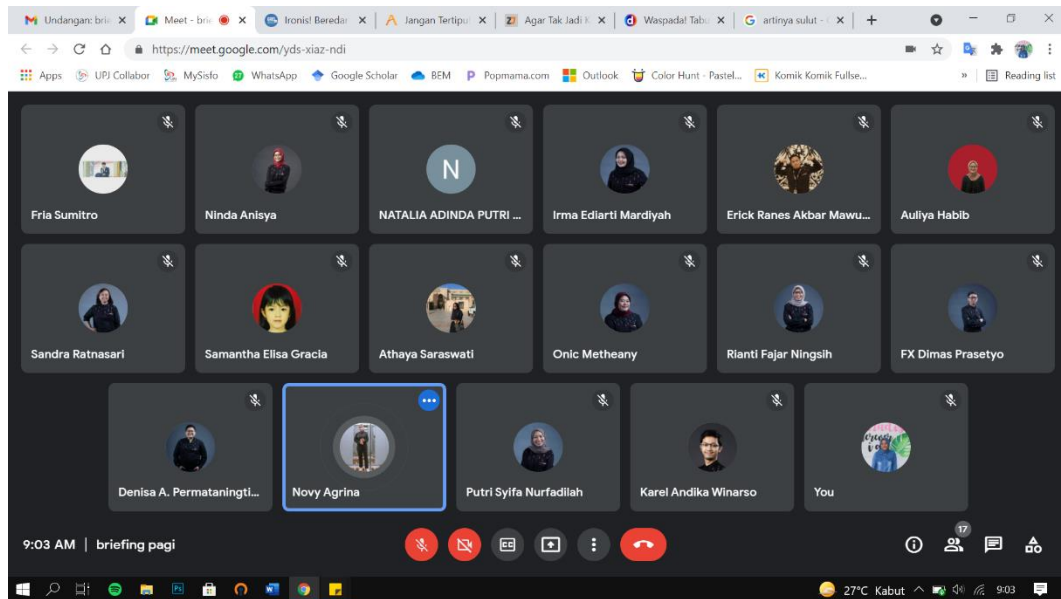 Undangan: brie
Meet - brie
Ironis! Beredar
Jangan Tertipu!
Agar Tak Jadi K
Waspada! Tabu
artinya sulut - G
https://meet.google.com/yds-xiaz-ndi
Apps
UPJ Collabor
MySisfo
WhatsApp
Google Scholar
BEM
Popmama.com
Outlook
Color Hunt - Pastel...
Komik Komik Fullse...
»
Reading list
Fria Sumitro
Ninda Anisya
N
NATALIA ADINDA PUTRI ...
Irma Ediarti Mardiyah
Erick Ranes Akbar Mawu...
Auliya Habib
Sandra Ratnasari
Samantha Elisa Gracia
Athaya Saraswati
Onic Metheany
Rianti Fajar Ningsih
FX Dimas Prasetyo
Denisa A. Permataningti...
Novy Agrina
Putri Syifa Nurfadilah
Karel Andika Winarso
You
9:03 AM | briefing pagi
17
27°C Kabut
9:03